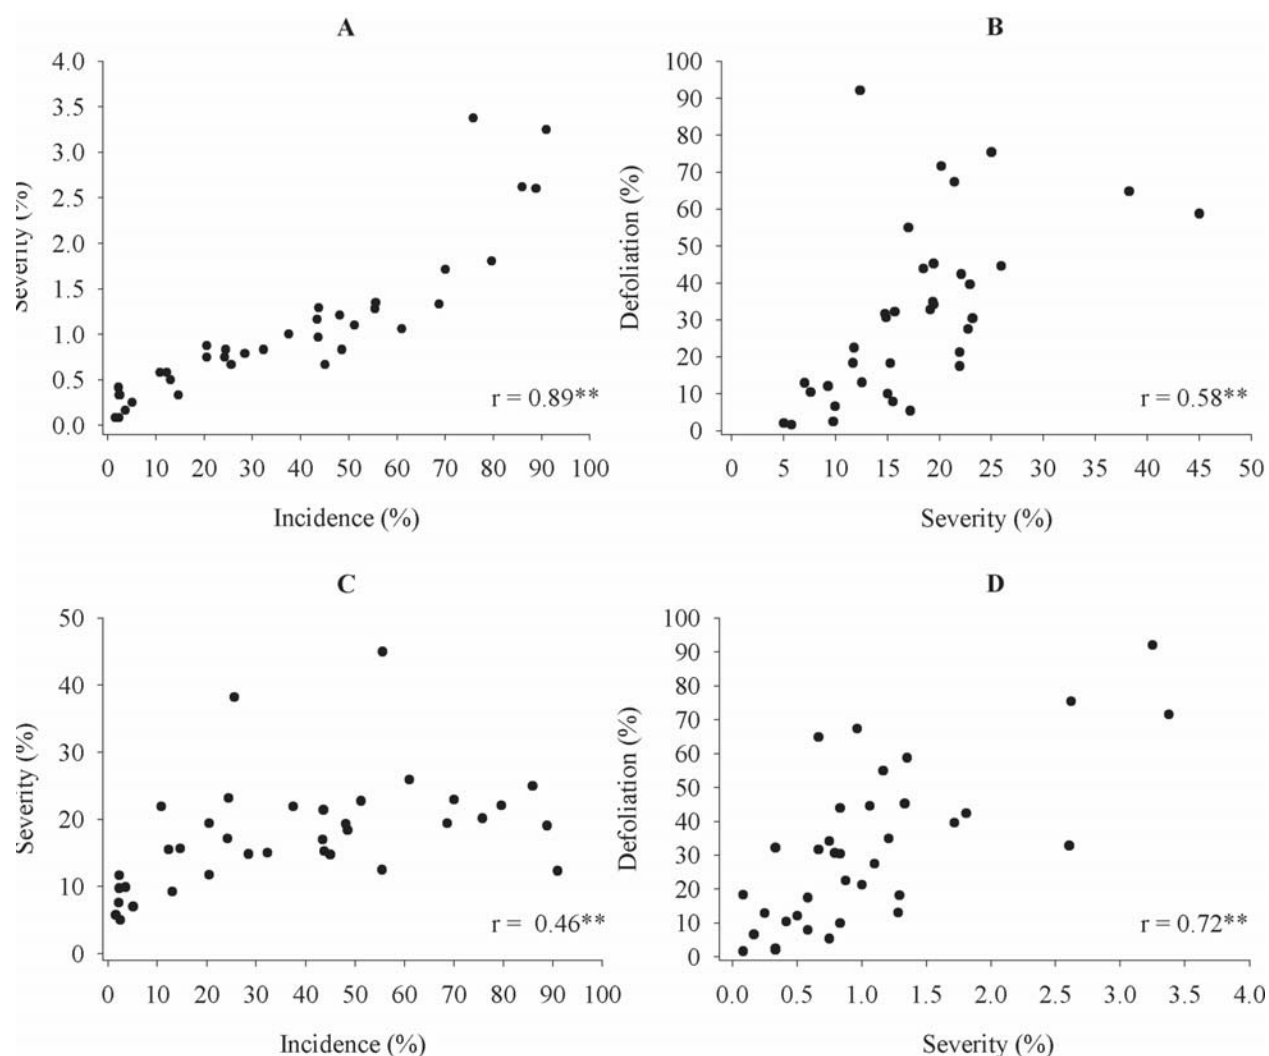 A
4.0
3.5
3.0
2.5
2.0
1.5
1.0
0.5
0.0
Severity (%)
r = 0.89**
0 10 20 30 40 50 60 70 80 90 100
Incidence (%)
B
100
90
80
70
60
50
40
30
20
10
0
Defoliation (%)
r = 0.58**
0 5 10 15 20 25 30 35 40 45 50
Severity (%)
C
50
40
30
20
10
0
Severity (%)
r = 0.46**
0 10 20 30 40 50 60 70 80 90 100
Incidence (%)
D
100
90
80
70
60
50
40
30
20
10
0
Defoliation (%)
r = 0.72**
0.0 0.5 1.0 1.5 2.0 2.5 3.0 3.5 4.0
Severity (%)